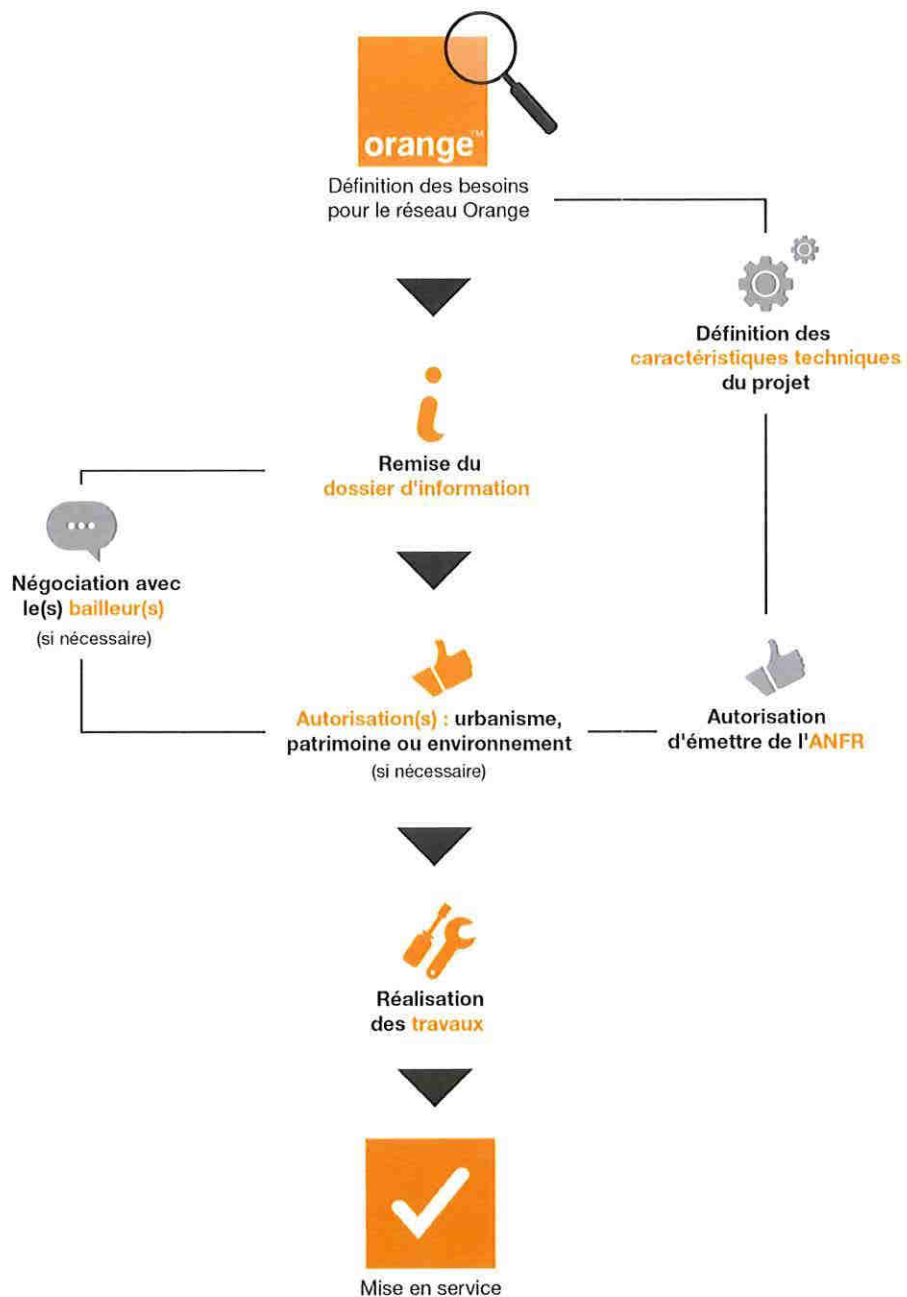 orange™
Définition des besoins
pour le réseau Orange
Définition des
caractéristiques techniques
du projet
Remise du
dossier d'information
Négociation avec
le(s) bailleur(s)
(si nécessaire)
Autorisation(s) : urbanisme,
patrimoine ou environnement
(si nécessaire)
Autorisation
d'émettre de l'ANFR
Réalisation
des travaux
Mise en service